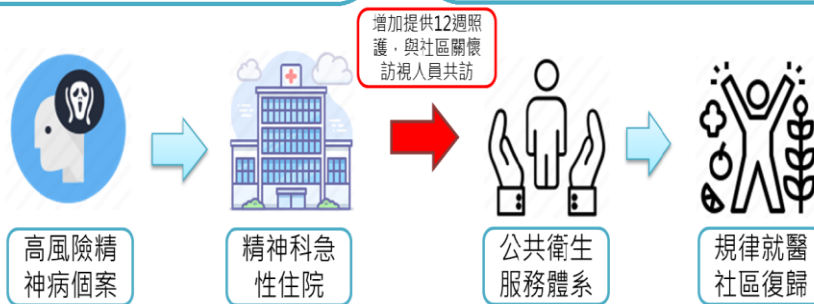 增加提供12週照
護，與社區關懷
訪視人員共訪
高風險精
神病個案
精神科急
性住院
公共衛生
服務體系
規律就醫
社區復歸